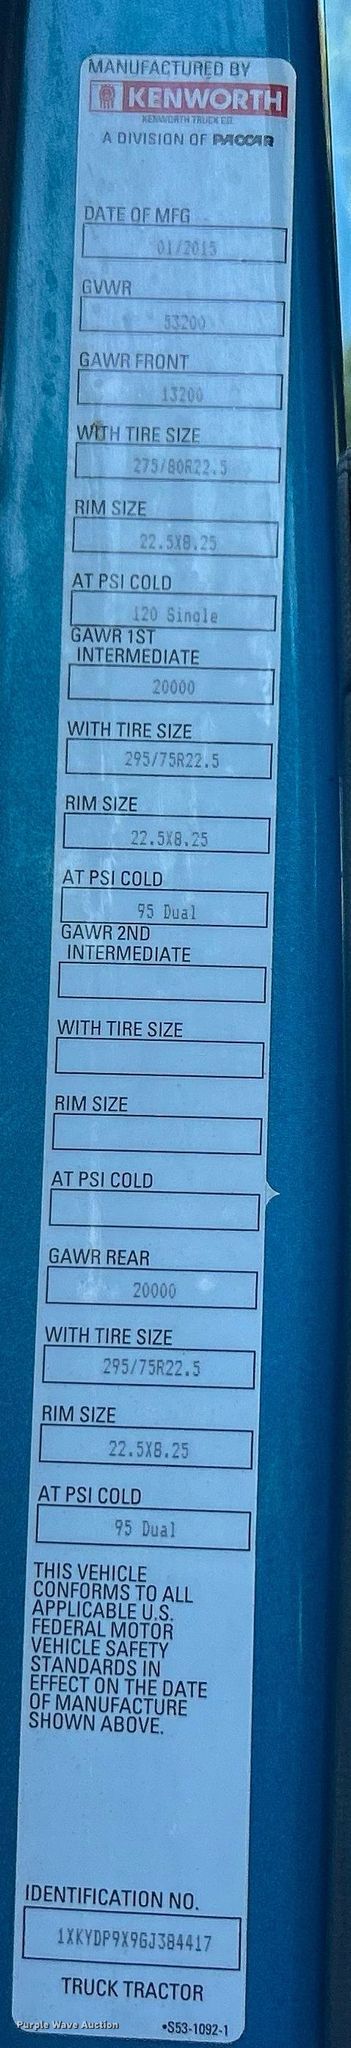 MANUFACTURED BY
KENWORTH
KENWORTH TRUCK CO.
A DIVISION OF PACCAR
DATE OF MFG
01/2015
GVWR
53200
GAWR FRONT
13200
WITH TIRE SIZE
275/80R22.5
RIM SIZE
22.5X8.25
AT PSI COLD
120 Single
GAWR 1ST
INTERMEDIATE
20000
WITH TIRE SIZE
295/75R22.5
RIM SIZE
22.5X8.25
AT PSI COLD
95 Dual
GAWR 2ND
INTERMEDIATE
WITH TIRE SIZE
RIM SIZE
AT PSI COLD
GAWR REAR
20000
WITH TIRE SIZE
295/75R22.5
RIM SIZE
22.5X8.25
AT PSI COLD
95 Dual
THIS VEHICLE
CONFORMS TO ALL
APPLICABLE U.S.
FEDERAL MOTOR
VEHICLE SAFETY
STANDARDS IN
EFFECT ON THE DATE
OF MANUFACTURE
SHOWN ABOVE.
IDENTIFICATION NO.
1XKYDP9X9GJ384417
TRUCK TRACTOR
•S53-1092-1
Purple Wave Auction